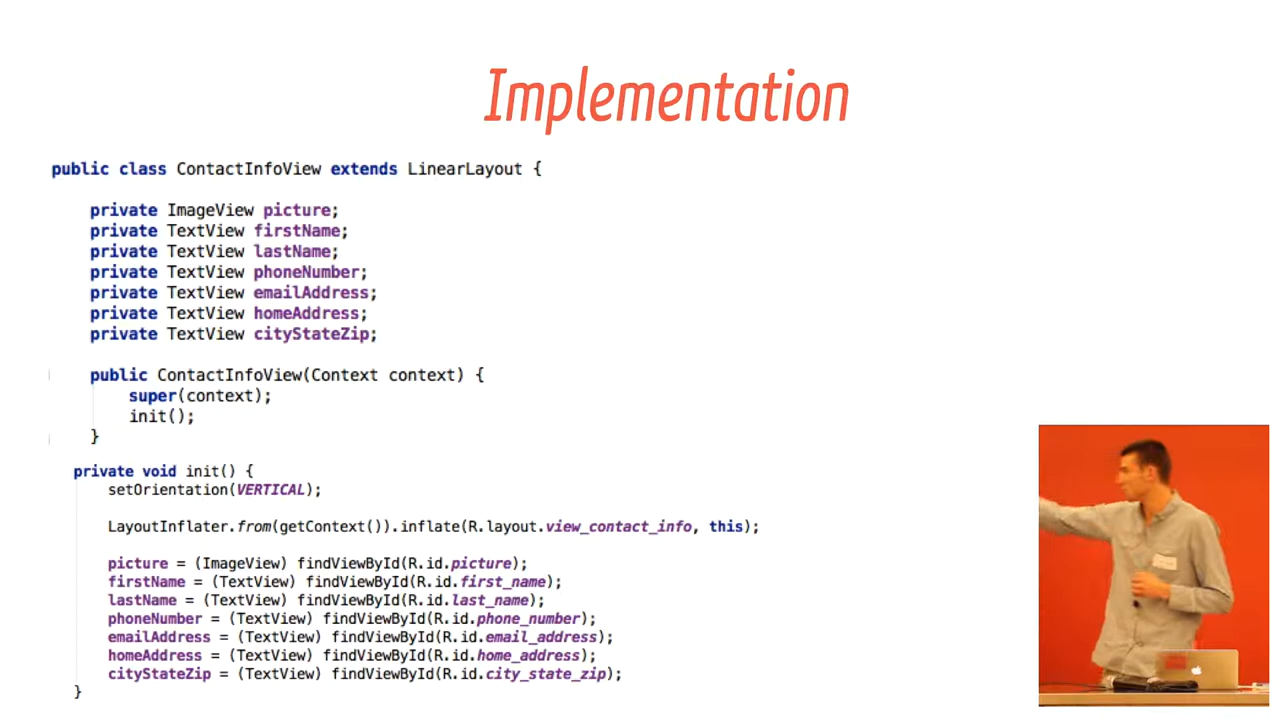 Implementation
public class ContactInfoView extends LinearLayout {
private ImageView picture;
private TextView firstName;
private TextView lastName;
private TextView phoneNumber;
private TextView emailAddress;
private TextView homeAddress;
private TextView cityStateZip;
public ContactInfoView(Context context) {
super(context);
init();
}
private void init() {
setOrientation(VERTICAL);
LayoutInflater.from(getContext()).inflate(R.layout.view_contact_info, this);
picture = (ImageView) findViewById(R.id.picture);
firstName = (TextView) findViewById(R.id.first_name);
lastName = (TextView) findViewById(R.id.last_name);
phoneNumber = (TextView) findViewById(R.id.phone_number);
emailAddress = (TextView) findViewById(R.id.email_address);
homeAddress = (TextView) findViewById(R.id.home_address);
cityStateZip = (TextView) findViewById(R.id.city_state_zip);
}